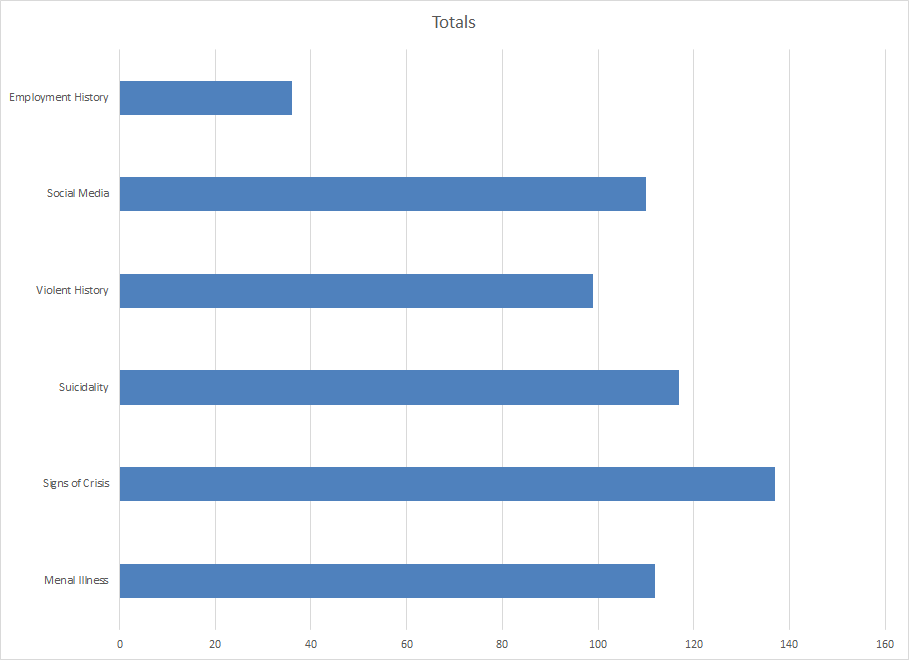 Totals
Employment History
Social Media
Violent History
Suicidality
Signs of Crisis
Menal Illness
0 20 40 60 80 100 120 140 160